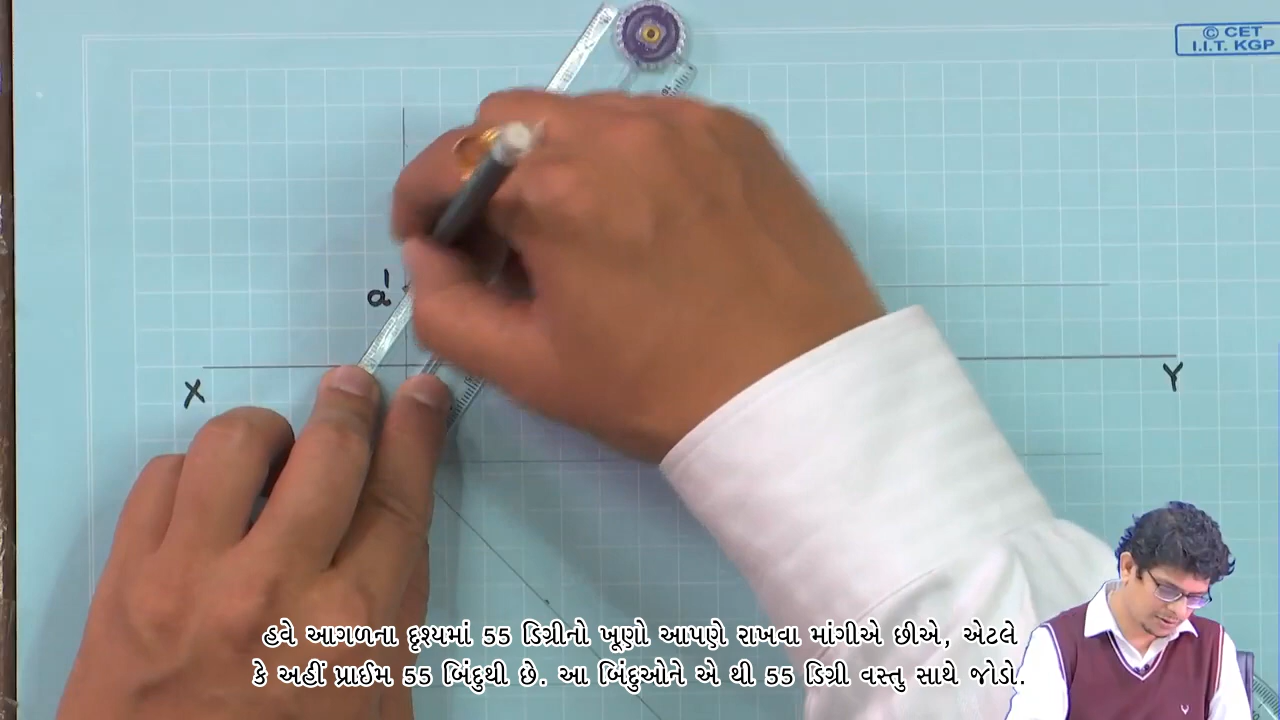 © CET
I.I.T. KGP
a'
X
Y
હવે આગળના દૃશ્યમાં 55 ડિગ્રીનો ખૂણો આપણે રાખવા માંગીએ છીએ, એટલે
કે અહીં પ્રાઈમ 55 બિંદુથી છે. આ બિંદુઓને એ થી 55 ડિગ્રી વસ્તુ સાથે જોડો.